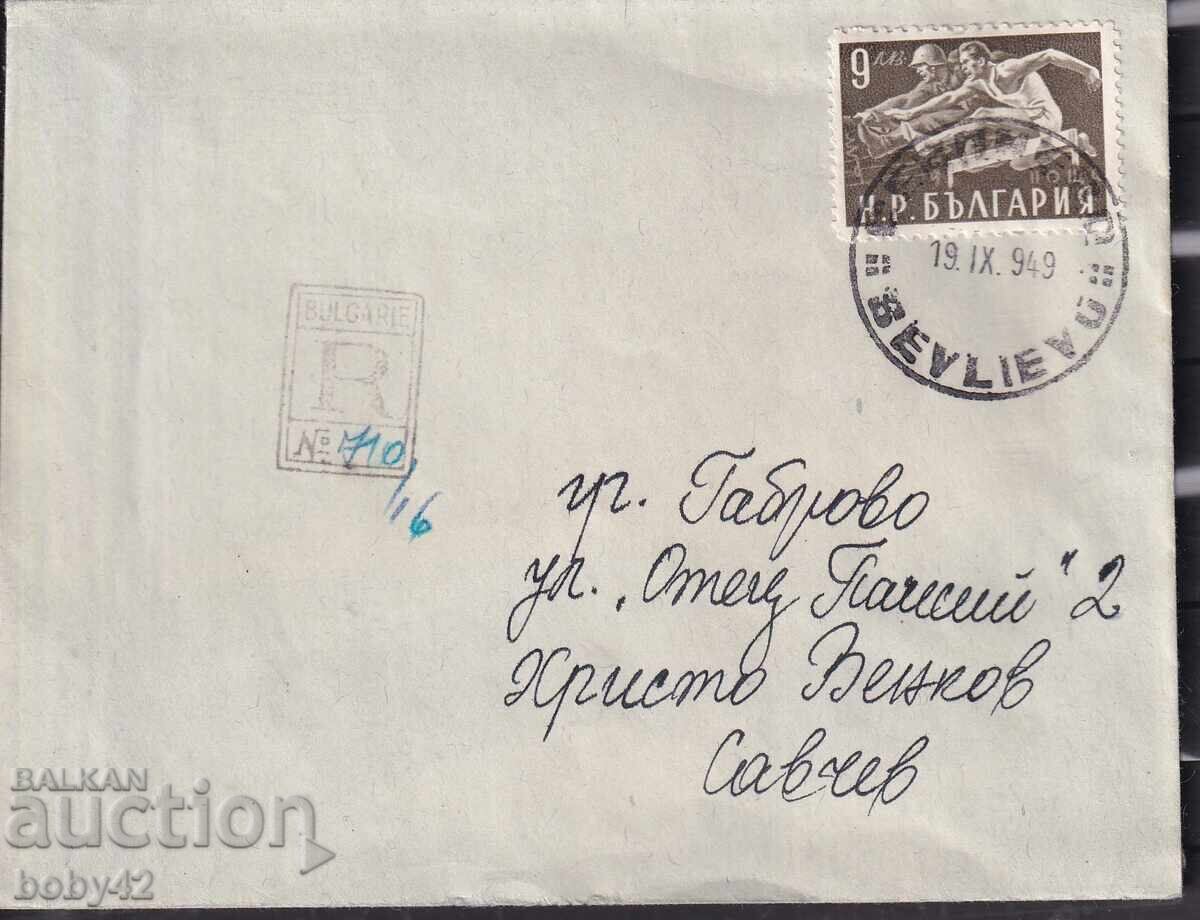 9 ЛВ.
Н.Р. БЪЛГАРИЯ
19.IX.949
SEVLIEVO
BULGARIE
R
№ 710
/16
гр. Габрово
ул. „Отец Паисий“ 2
Христо Венков
Савчев
BALKAN
auction
boby42